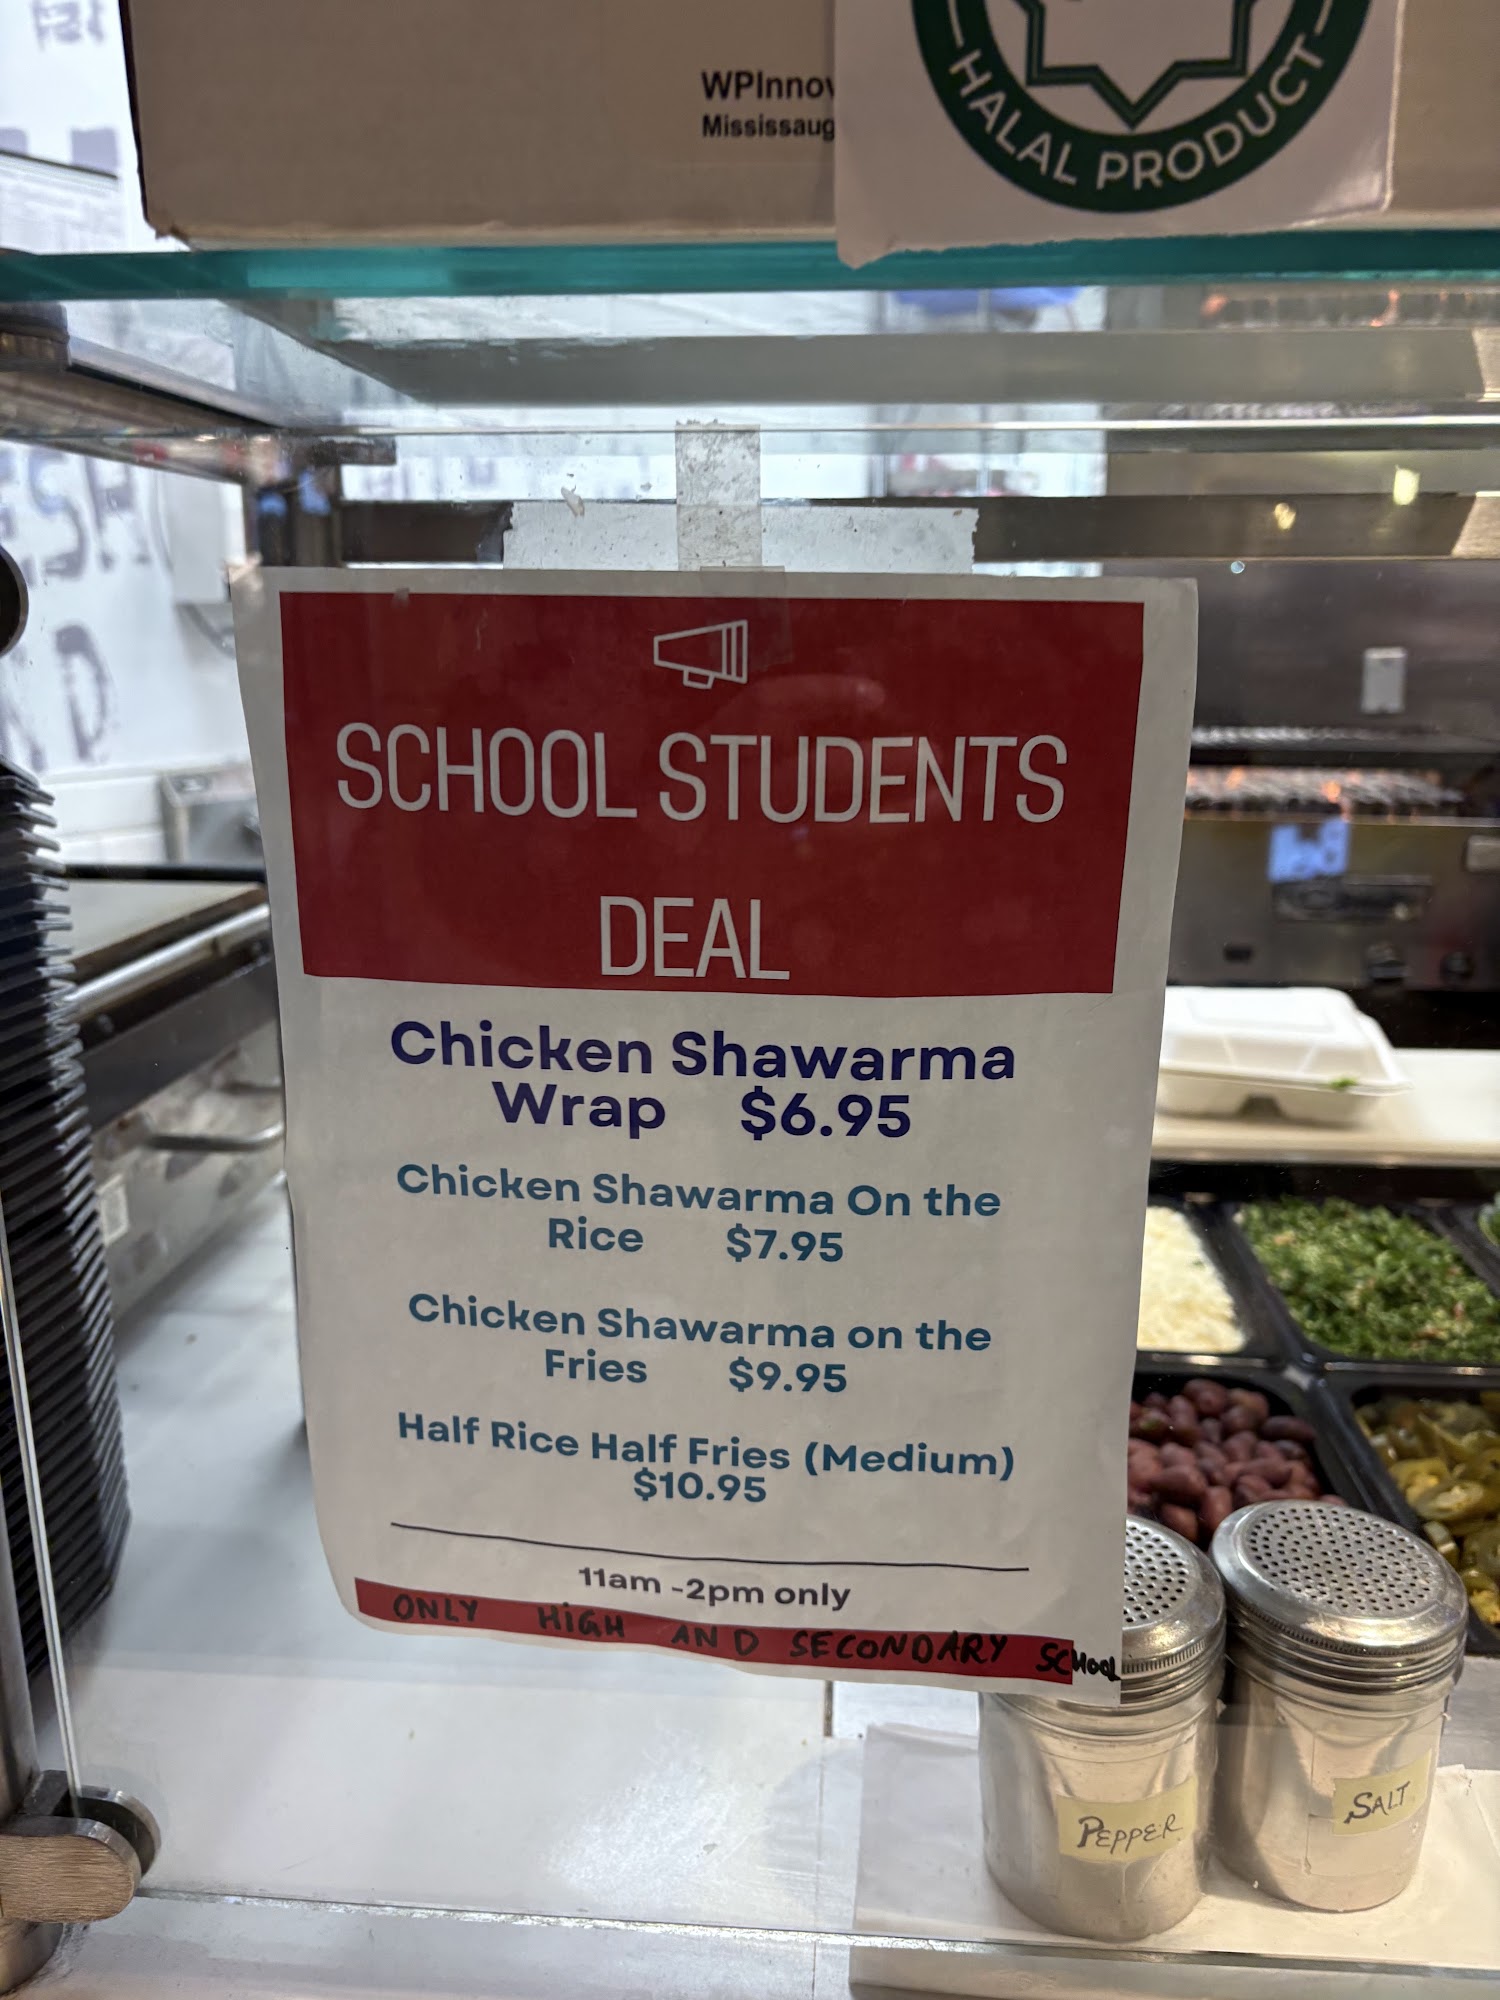 WPInnov
Mississaug
HALAL PRODUCT
SCHOOL STUDENTS
DEAL
Chicken Shawarma
Wrap $6.95
Chicken Shawarma On the
Rice $7.95
Chicken Shawarma on the
Fries $9.95
Half Rice Half Fries (Medium)
$10.95
11am -2pm only
ONLY HiGH AND SECONDARY SCHOOL
PEPPER
SALT